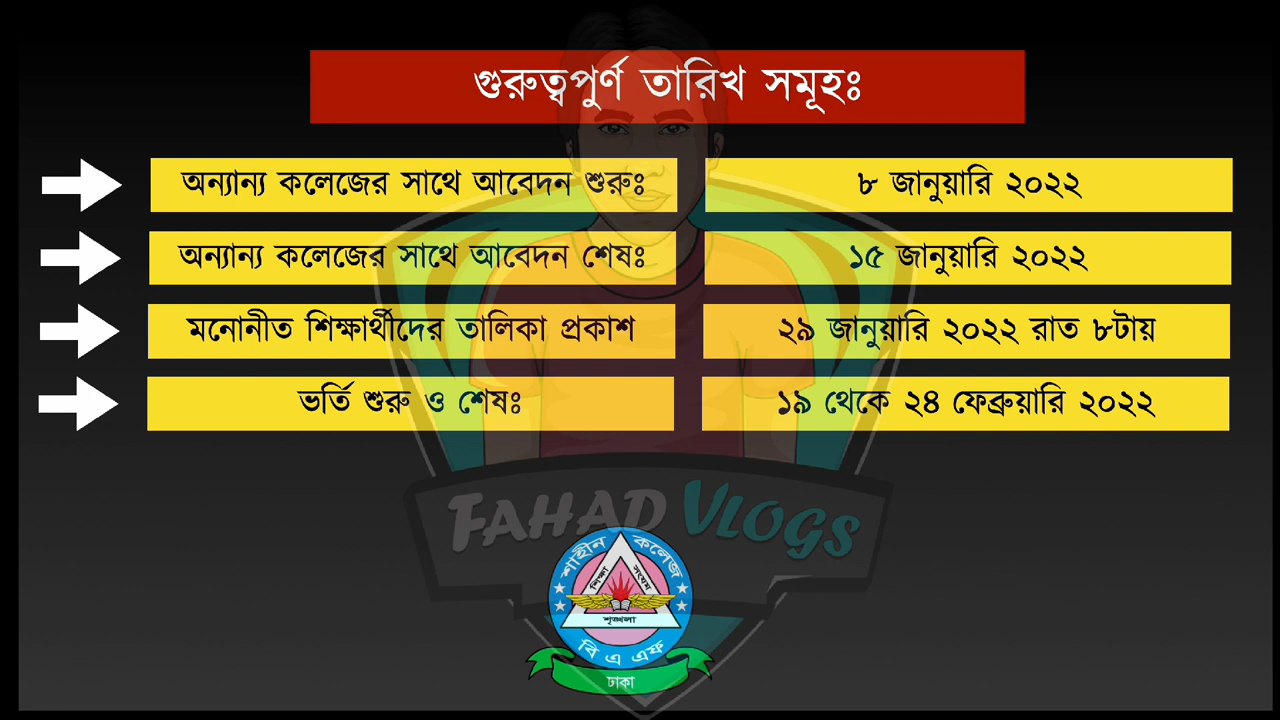 গুরুত্বপুর্ণ তারিখ সমূহঃ
অন্যান্য কলেজের সাথে আবেদন শুরুঃ ৮ জানুয়ারি ২০২২
অন্যান্য কলেজের সাথে আবেদন শেষঃ ১৫ জানুয়ারি ২০২২
মনোনীত শিক্ষার্থীদের তালিকা প্রকাশ ২৯ জানুয়ারি ২০২২ রাত ৮টায়
ভর্তি শুরু ও শেষঃ ১৯ থেকে ২৪ ফেব্রুয়ারি ২০২২
FAHAD VLOGS
শাহীন কলেজ
শিক্ষা সংযম
শৃঙ্খলা
বি এ এফ
ঢাকা